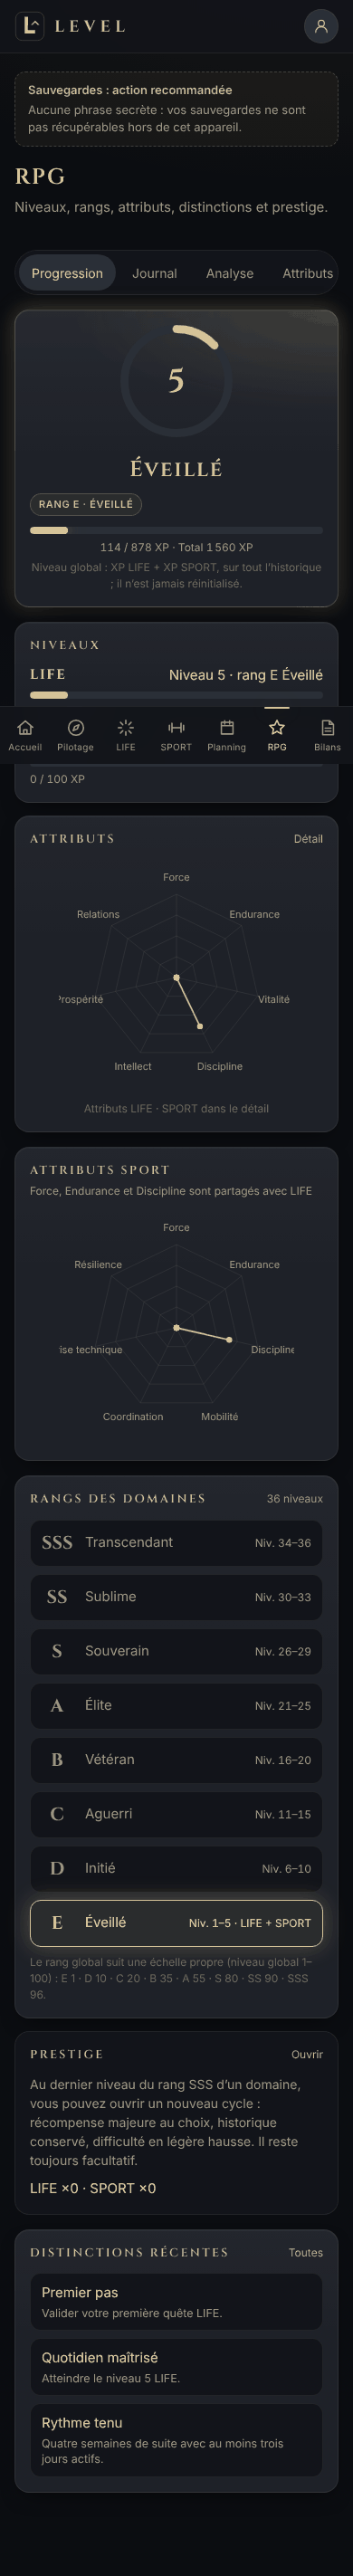 LEVEL
Sauvegardes : action recommandée
Aucune phrase secrète : vos sauvegardes ne sont
pas récupérables hors de cet appareil.
RPG
Niveaux, rangs, attributs, distinctions et prestige.
Progression Journal Analyse Attributs
5
ÉVEILLÉ
RANG E · ÉVEILLÉ
114 / 878 XP · Total 1 560 XP
Niveau global : XP LIFE + XP SPORT, sur tout l'historique
; il n'est jamais réinitialisé.
NIVEAUX
LIFE Niveau 5 · rang E Éveillé
Accueil Pilotage LIFE SPORT Planning RPG Bilans
0 / 100 XP
ATTRIBUTS Détail
Force
Relations Endurance
Prospérité Vitalité
Intellect Discipline
Attributs LIFE · SPORT dans le détail
ATTRIBUTS SPORT
Force, Endurance et Discipline sont partagés avec LIFE
Force
Résilience Endurance
ise technique Discipline
Coordination Mobilité
RANGS DES DOMAINES 36 niveaux
SSS Transcendant Niv. 34–36
SS Sublime Niv. 30–33
S Souverain Niv. 26–29
A Élite Niv. 21–25
B Vétéran Niv. 16–20
C Aguerri Niv. 11–15
D Initié Niv. 6–10
E Éveillé Niv. 1–5 · LIFE + SPORT
Le rang global suit une échelle propre (niveau global 1–
100) : E 1 · D 10 · C 20 · B 35 · A 55 · S 80 · SS 90 · SSS
96.
PRESTIGE Ouvrir
Au dernier niveau du rang SSS d'un domaine,
vous pouvez ouvrir un nouveau cycle :
récompense majeure au choix, historique
conservé, difficulté en légère hausse. Il reste
toujours facultatif.
LIFE ×0 · SPORT ×0
DISTINCTIONS RÉCENTES Toutes
Premier pas
Valider votre première quête LIFE.
Quotidien maîtrisé
Atteindre le niveau 5 LIFE.
Rythme tenu
Quatre semaines de suite avec au moins trois
jours actifs.